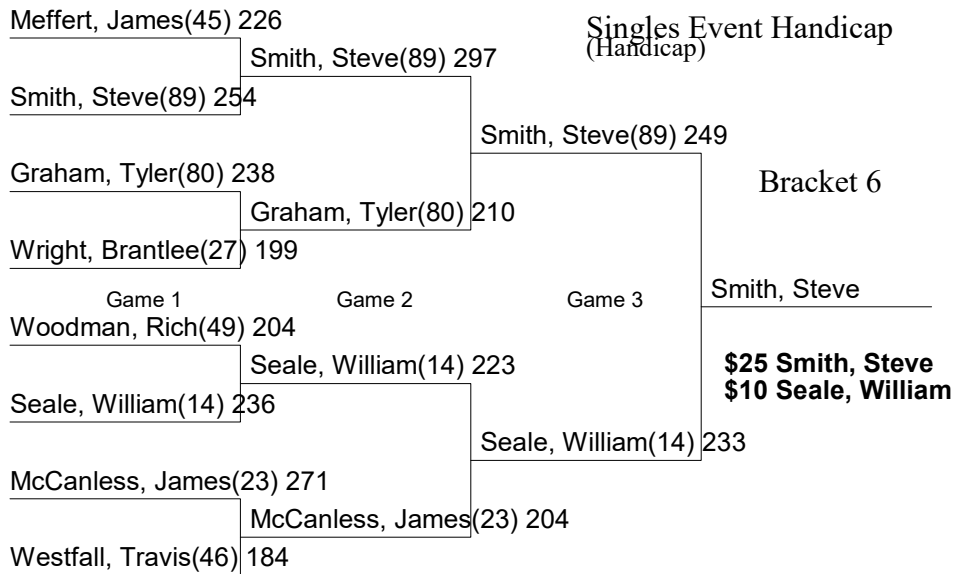 Meffert, James(45) 226
Singles Event Handicap
(Handicap)
Smith, Steve(89) 297
Smith, Steve(89) 254
Smith, Steve(89) 249
Graham, Tyler(80) 238
Bracket 6
Graham, Tyler(80) 210
Wright, Brantlee(27) 199
Game 1
Game 2
Game 3
Smith, Steve
Woodman, Rich(49) 204
Seale, William(14) 223
$25 Smith, Steve
$10 Seale, William
Seale, William(14) 236
Seale, William(14) 233
McCanless, James(23) 271
McCanless, James(23) 204
Westfall, Travis(46) 184